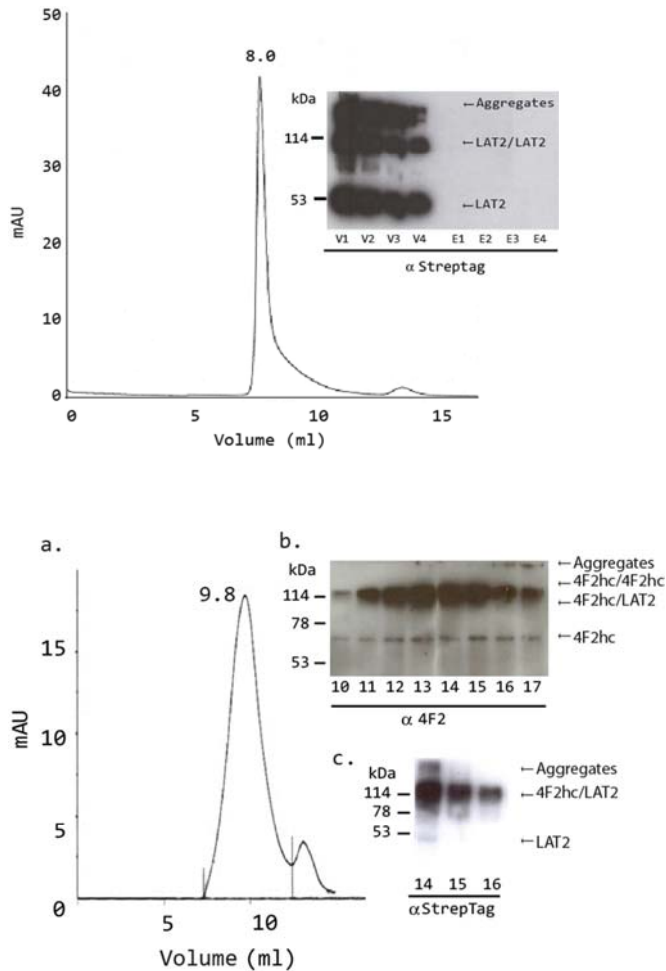 50
8.0
40
30
20
10
0
mAU
0 5 10 15
Volume (ml)
kDa
114
53
←Aggregates
←LAT2/LAT2
←LAT2
V1 V2 V3 V4 E1 E2 E3 E4
α Streptag
a.
9.8
15
10
5
0
mAU
5 10
Volume (ml)
b.
kDa
114
78
53
←Aggregates
←4F2hc/4F2hc
←4F2hc/LAT2
←4F2hc
10 11 12 13 14 15 16 17
α 4F2
c.
kDa
114
78
53
←Aggregates
←4F2hc/LAT2
←LAT2
14 15 16
αStrepTag